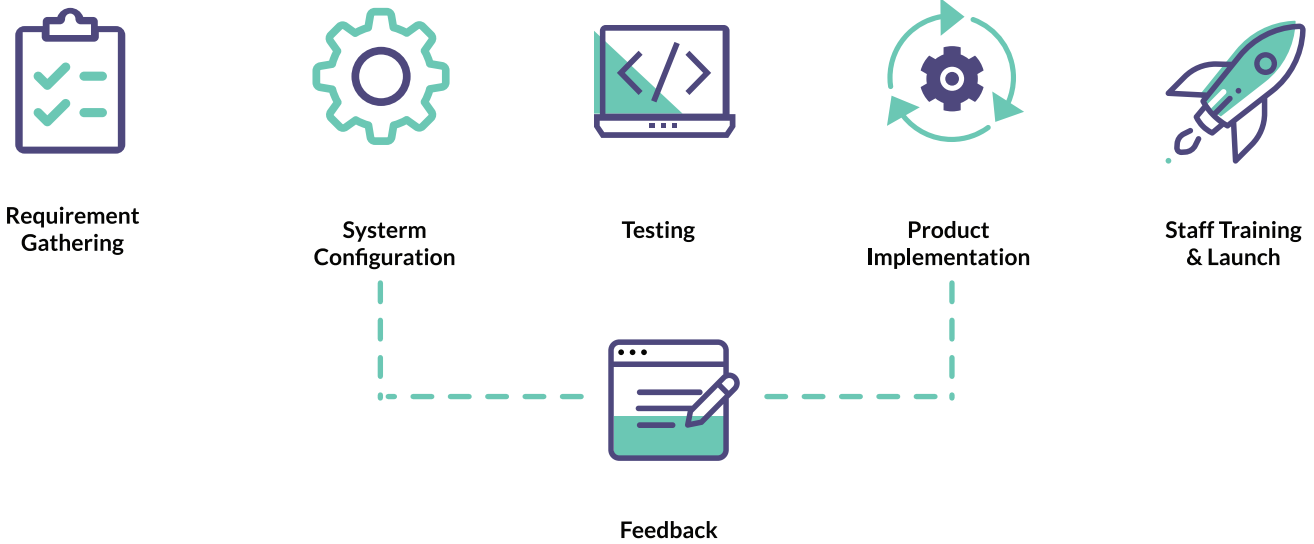 Requirement
Gathering
Systerm
Configuration
Testing
Product
Implementation
Staff Training
& Launch
Feedback